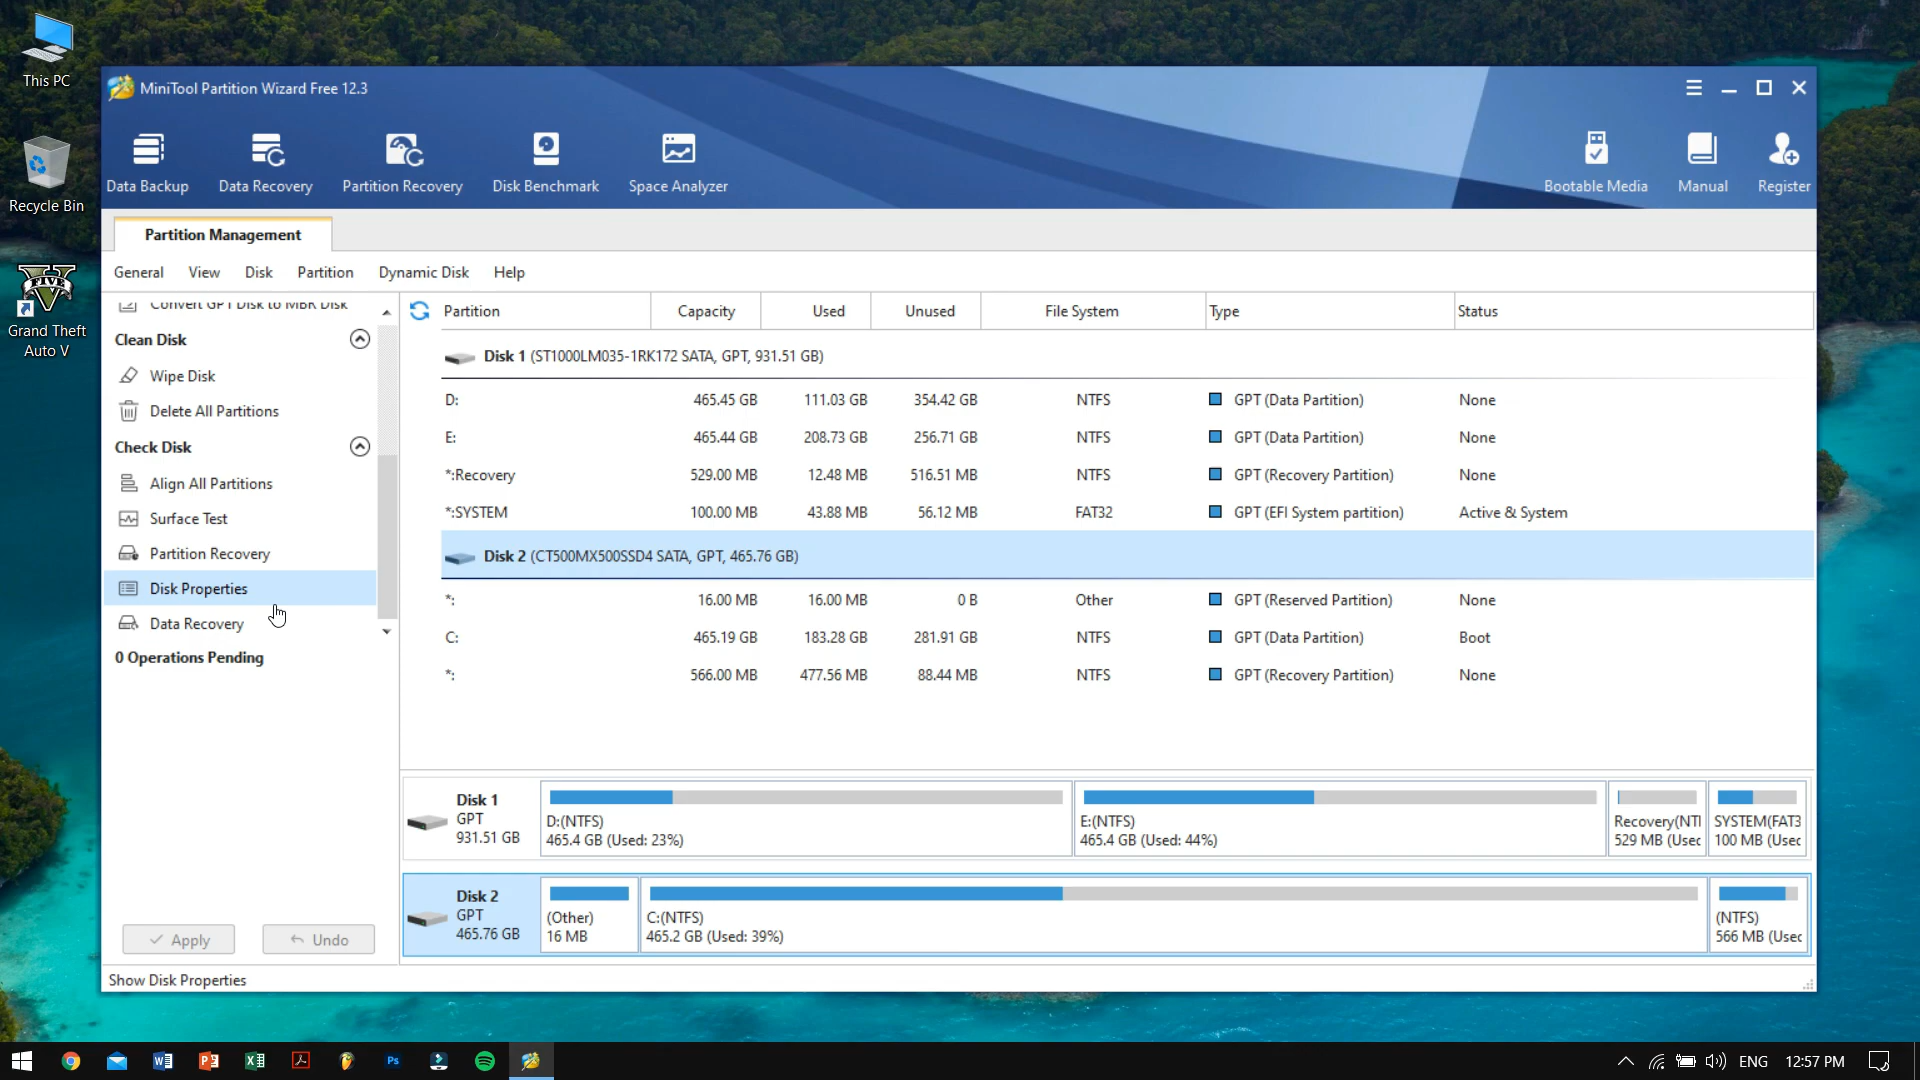 This PC
Recycle Bin
FIVE
Grand Theft
Auto V
MiniTool Partition Wizard Free 12.3
Data Backup
Data Recovery
Partition Recovery
Disk Benchmark
Space Analyzer
Bootable Media
Manual
Register
Partition Management
General View Disk Partition Dynamic Disk Help
Convert GPT Disk to MBR Disk
Clean Disk
Wipe Disk
Delete All Partitions
Check Disk
Align All Partitions
Surface Test
Partition Recovery
Disk Properties
Data Recovery
0 Operations Pending
Apply
Undo
Partition Capacity Used Unused File System Type Status
Disk 1 (ST1000LM035-1RK172 SATA, GPT, 931.51 GB)
D: 465.45 GB 111.03 GB 354.42 GB NTFS GPT (Data Partition) None
E: 465.44 GB 208.73 GB 256.71 GB NTFS GPT (Data Partition) None
*:Recovery 529.00 MB 12.48 MB 516.51 MB NTFS GPT (Recovery Partition) None
*:SYSTEM 100.00 MB 43.88 MB 56.12 MB FAT32 GPT (EFI System partition) Active & System
Disk 2 (CT500MX500SSD4 SATA, GPT, 465.76 GB)
*: 16.00 MB 16.00 MB 0 B Other GPT (Reserved Partition) None
C: 465.19 GB 183.28 GB 281.91 GB NTFS GPT (Data Partition) Boot
*: 566.00 MB 477.56 MB 88.44 MB NTFS GPT (Recovery Partition) None
Disk 1
GPT
931.51 GB
D:(NTFS)
465.4 GB (Used: 23%)
E:(NTFS)
465.4 GB (Used: 44%)
Recovery(NTI
529 MB (Usec
SYSTEM(FAT3
100 MB (Usec
Disk 2
GPT
465.76 GB
(Other)
16 MB
C:(NTFS)
465.2 GB (Used: 39%)
(NTFS)
566 MB (Usec
Show Disk Properties
Ps
ENG
12:57 PM